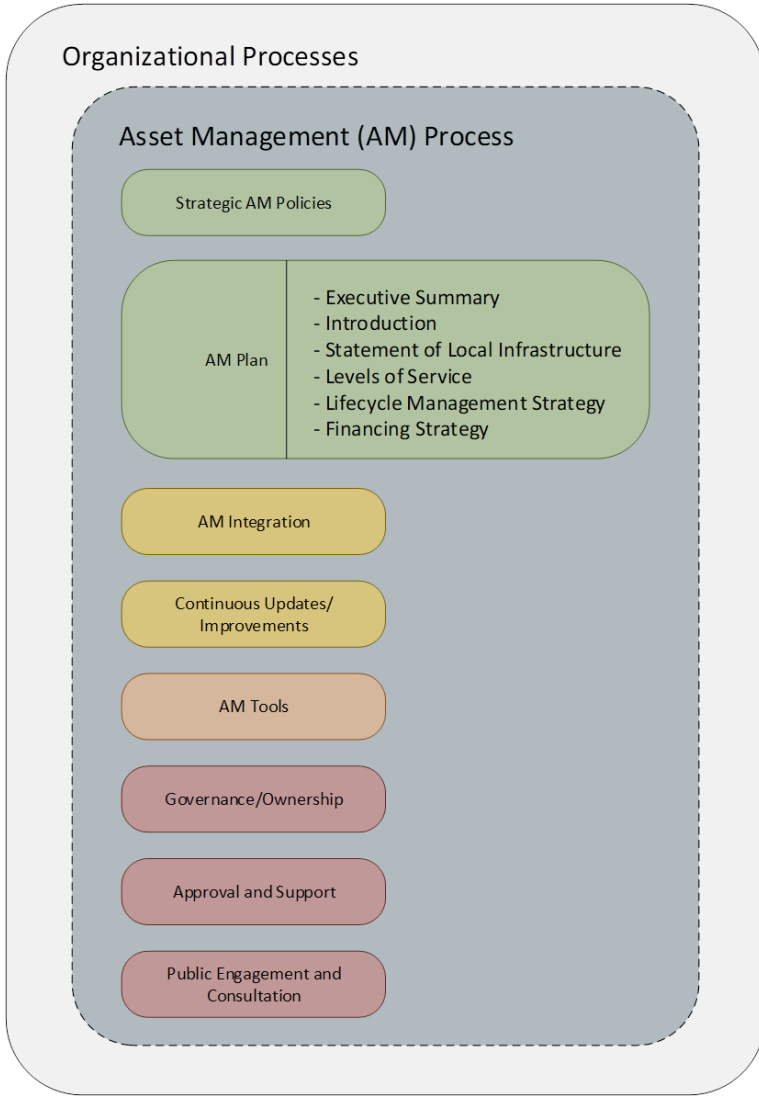 Organizational Processes
Asset Management (AM) Process
Strategic AM Policies
AM Plan
- Executive Summary
- Introduction
- Statement of Local Infrastructure
- Levels of Service
- Lifecycle Management Strategy
- Financing Strategy
AM Integration
Continuous Updates/
Improvements
AM Tools
Governance/Ownership
Approval and Support
Public Engagement and
Consultation